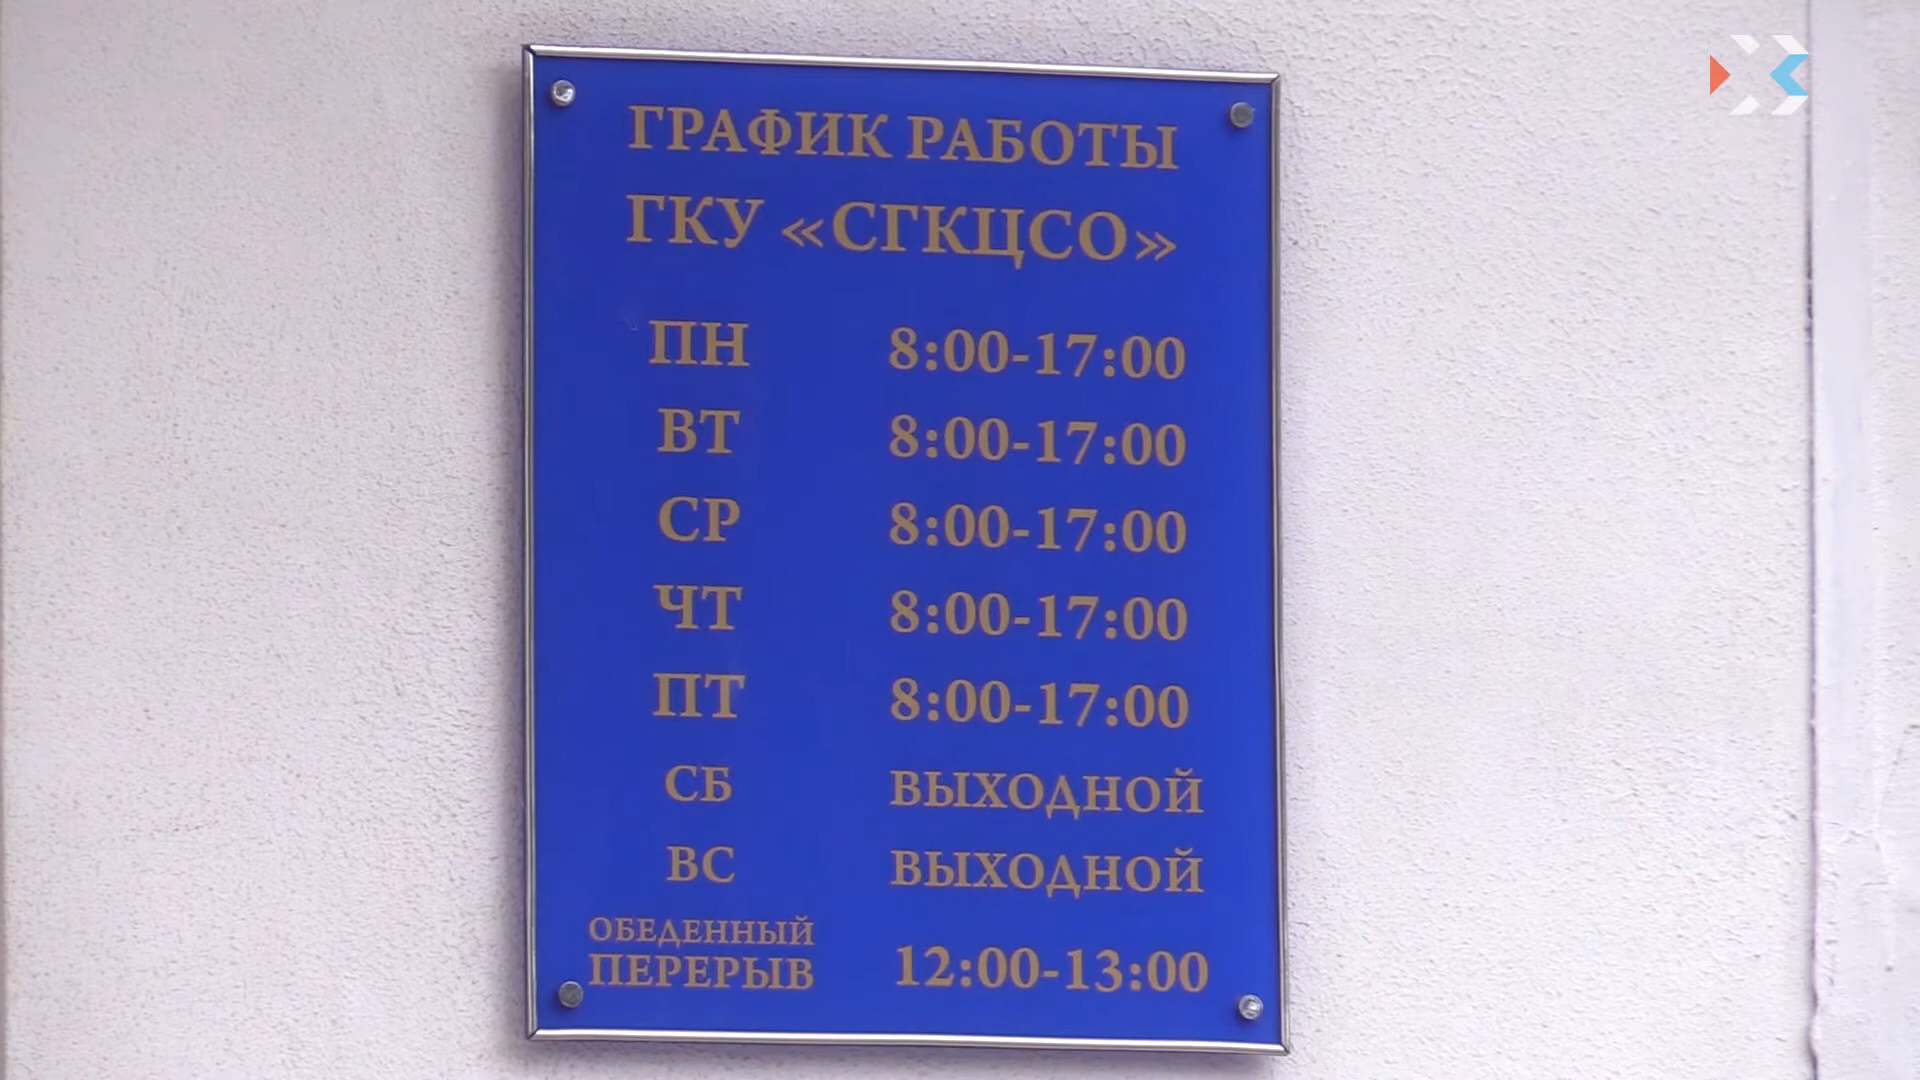 ГРАФИК РАБОТЫ
ГКУ «СГКЦСО»
ПН 8:00-17:00
ВТ 8:00-17:00
СР 8:00-17:00
ЧТ 8:00-17:00
ПТ 8:00-17:00
СБ ВЫХОДНОЙ
ВС ВЫХОДНОЙ
ОБЕДЕННЫЙ
ПЕРЕРЫВ 12:00-13:00